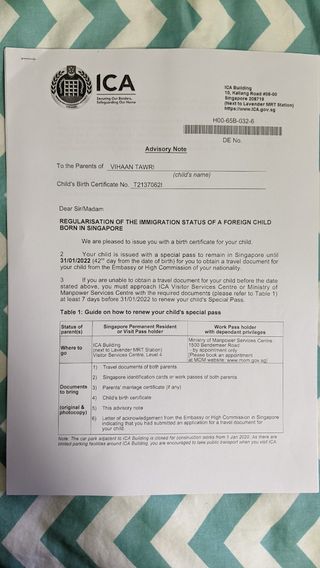 ICA
Securing Our Borders,
Safeguarding Our Home
ICA Building
10, Kallang Road #08-00
Singapore 208718
(Next to Lavender MRT Station)
https://www.ica.gov.sg
H00-65B-032-6
DE No.
Advisory Note
To the Parents of VIHAAN TAWRI
(child's name)
Child's Birth Certificate No. T2137062I
Dear Sir/Madam
REGULARISATION OF THE IMMIGRATION STATUS OF A FOREIGN CHILD
BORN IN SINGAPORE
We are pleased to issue you with a birth certificate for your child.
2 Your child is issued with a special pass to remain in Singapore until
31/01/2022 (42nd day from the date of birth) for you to obtain a travel document for
your child from the Embassy or High Commission of your nationality.
3 If you are unable to obtain a travel document for your child before the date
stated above, you must approach ICA Visitor Services Centre or Ministry of
Manpower Services Centre with the required documents (please refer to Table 1)
at least 7 days before 31/01/2022 to renew your child's Special Pass.
Table 1: Guide on how to renew your child's special pass
Status of parent(s) Singapore Permanent Resident or Visit Pass holder Work Pass holder with dependant privileges
Where to go ICA Building (next to Lavender MRT Station) Visitor Services Centre, Level 4 Ministry of Manpower Services Centre 1500 Bendemeer Road - by appointment only [Please book an appointment at MOM website: www.mom.gov.sg]
Documents to bring (original & photocopy)
1) Travel documents of both parents
2) Singapore identification cards or work passes of both parents
3) Parents' marriage certificate (if any)
4) Child's birth certificate
5) This advisory note
6) Letter of acknowledgement from the Embassy or High Commission in Singapore
indicating that you had submitted an application for a travel document for
your child.
Note: The car park adjacent to ICA Building is closed for construction works from 1 Jan 2020. As there are
limited parking facilities around ICA Building, you are encouraged to take public transport when you visit ICA